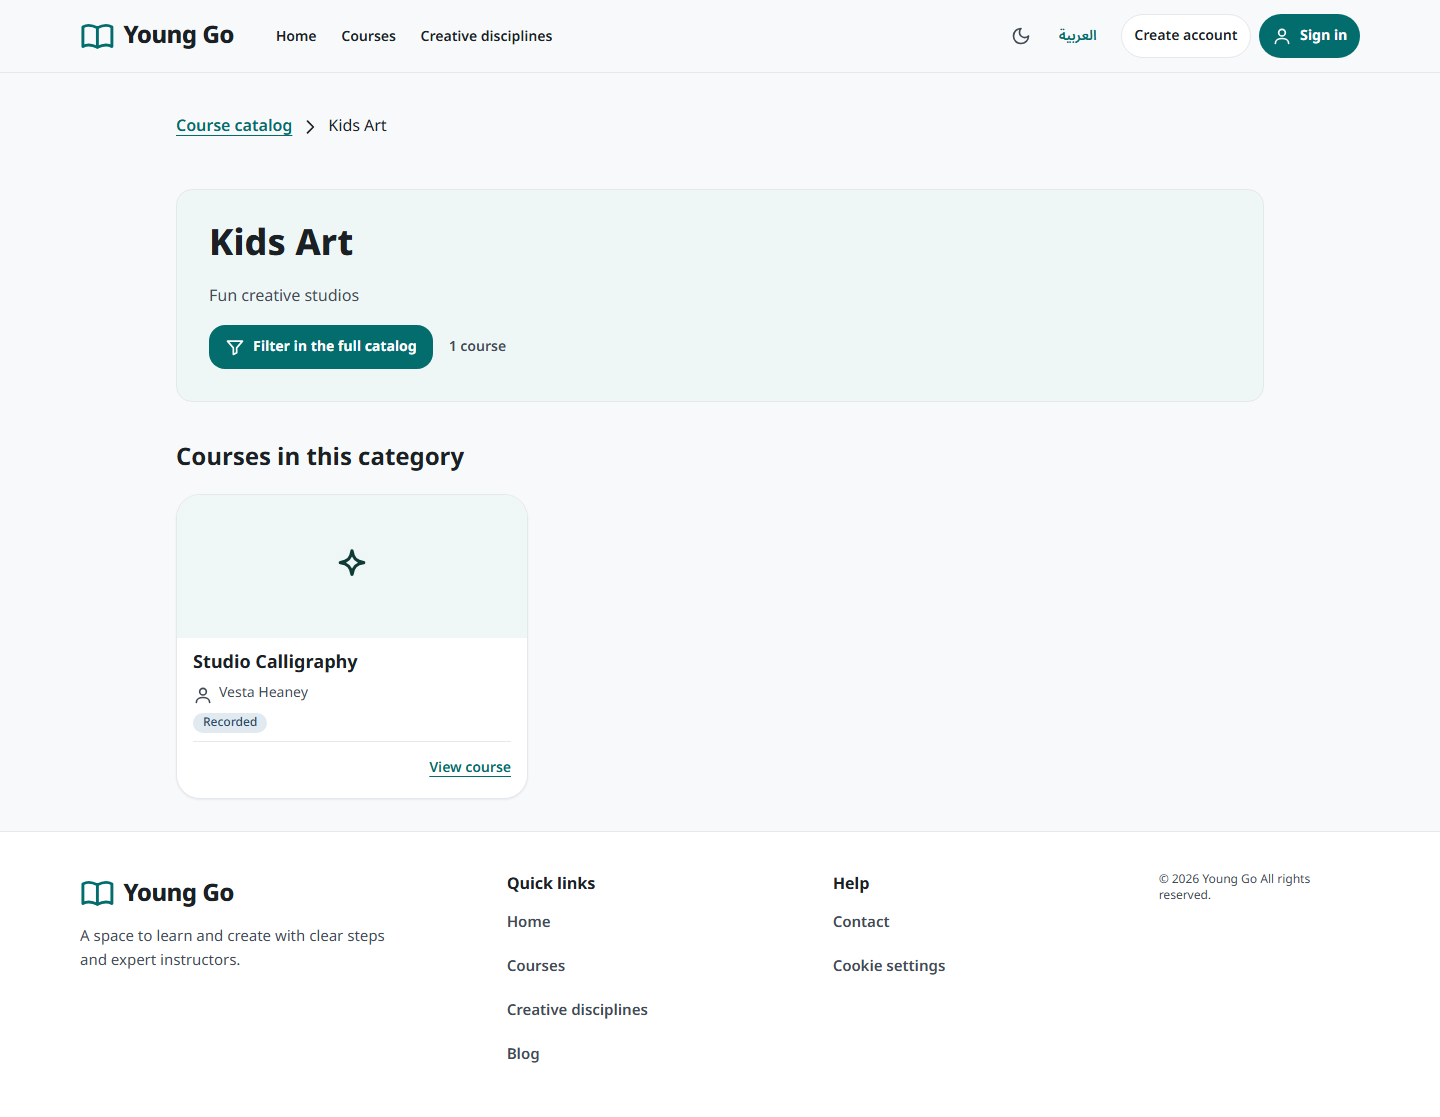 Young Go
Home
Courses
Creative disciplines
العربية
Create account
Sign in
Course catalog
Kids Art
Kids Art
Fun creative studios
Filter in the full catalog
1 course
Courses in this category
Studio Calligraphy
Vesta Heaney
Recorded
View course
Young Go
A space to learn and create with clear steps
and expert instructors.
Quick links
Home
Courses
Creative disciplines
Blog
Help
Contact
Cookie settings
© 2026 Young Go All rights
reserved.